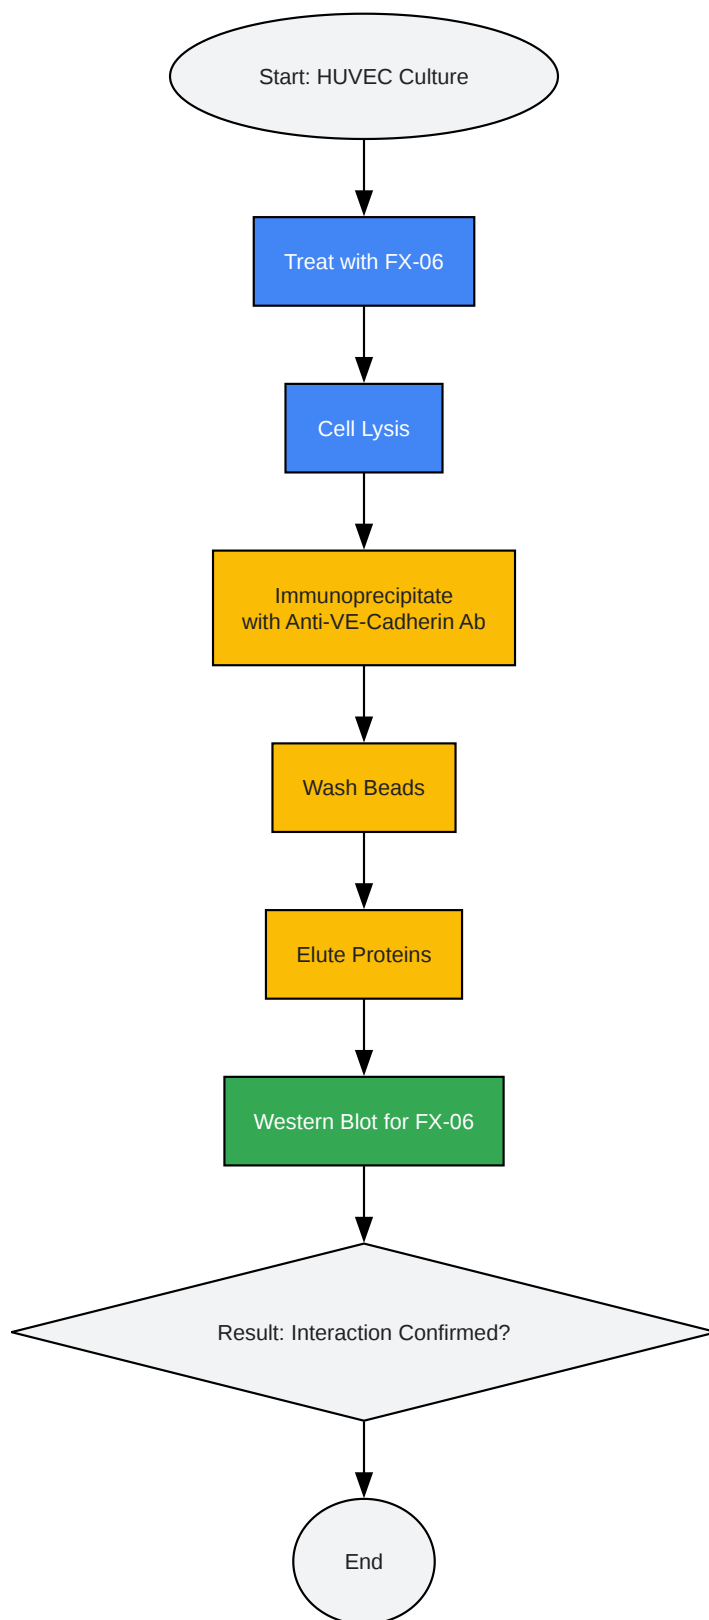 Start: HUVEC Culture
Treat with FX-06
Cell Lysis
Immunoprecipitate
with Anti-VE-Cadherin Ab
Wash Beads
Elute Proteins
Western Blot for FX-06
Result: Interaction Confirmed?
End